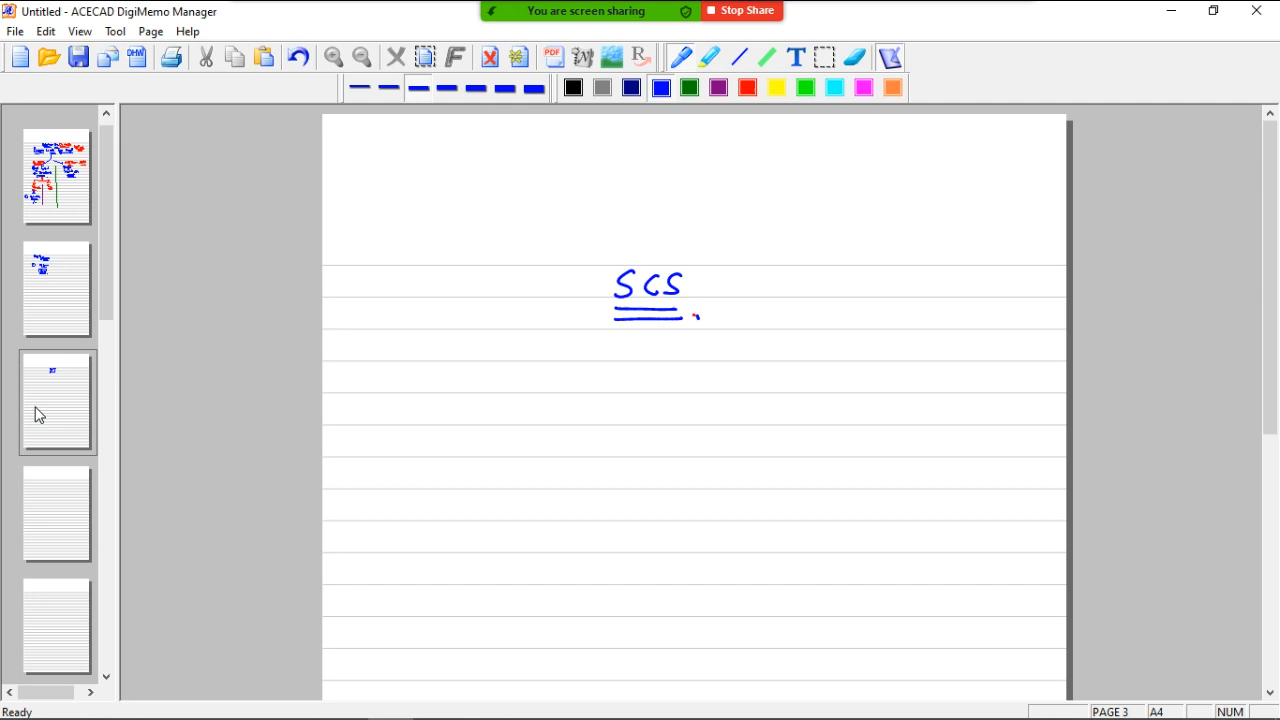 Untitled - ACECAD DigiMemo Manager
You are screen sharing
Stop Share
File Edit View Tool Page Help
SCS
Ready
PAGE 3 A4 NUM